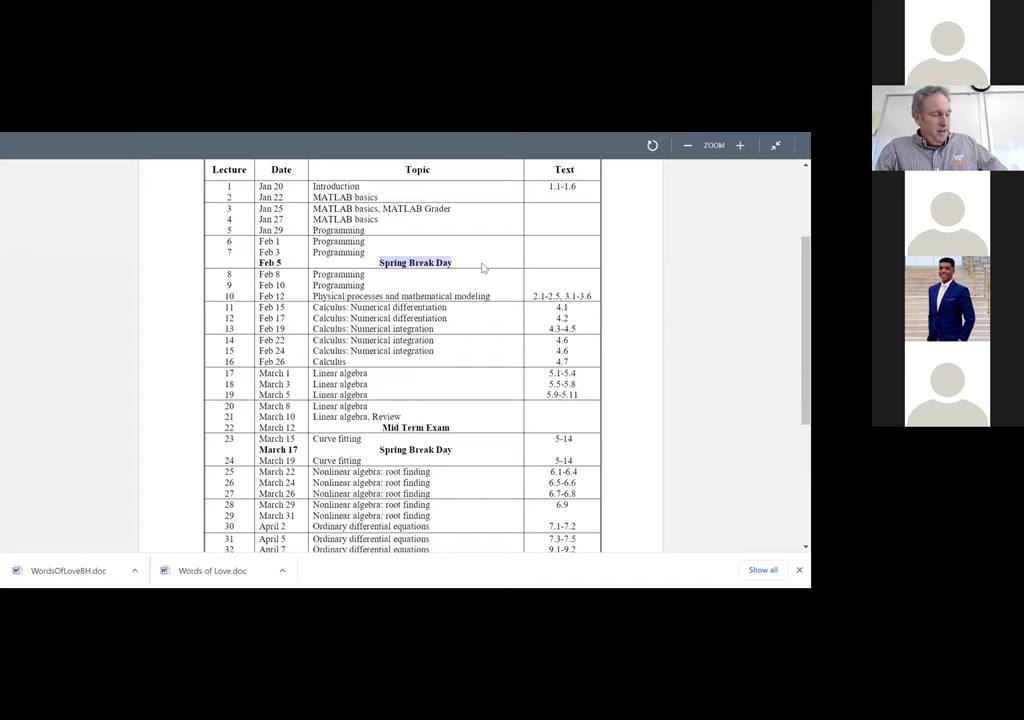 ZOOM
Lecture Date Topic Text
1 Jan 20 Introduction 1.1-1.6
2 Jan 22 MATLAB basics
3 Jan 25 MATLAB basics, MATLAB Grader
4 Jan 27 MATLAB basics
5 Jan 29 Programming
6 Feb 1 Programming
7 Feb 3 Programming
Feb 5 Spring Break Day
8 Feb 8 Programming
9 Feb 10 Programming
10 Feb 12 Physical processes and mathematical modeling 2.1-2.5, 3.1-3.6
11 Feb 15 Calculus: Numerical differentiation 4.1
12 Feb 17 Calculus: Numerical differentiation 4.2
13 Feb 19 Calculus: Numerical integration 4.3-4.5
14 Feb 22 Calculus: Numerical integration 4.6
15 Feb 24 Calculus: Numerical integration 4.6
16 Feb 26 Calculus 4.7
17 March 1 Linear algebra 5.1-5.4
18 March 3 Linear algebra 5.5-5.8
19 March 5 Linear algebra 5.9-5.11
20 March 8 Linear algebra
21 March 10 Linear algebra, Review
22 March 12 Mid Term Exam
23 March 15 Curve fitting 5-14
March 17 Spring Break Day
24 March 19 Curve fitting 5-14
25 March 22 Nonlinear algebra: root finding 6.1-6.4
26 March 24 Nonlinear algebra: root finding 6.5-6.6
27 March 26 Nonlinear algebra: root finding 6.7-6.8
28 March 29 Nonlinear algebra: root finding 6.9
29 March 31 Nonlinear algebra: root finding
30 April 2 Ordinary differential equations 7.1-7.2
31 April 5 Ordinary differential equations 7.3-7.5
32 April 7 Ordinary differential equations 9.1-9.2
WordsOfLoveBH.doc Words of Love.doc Show all